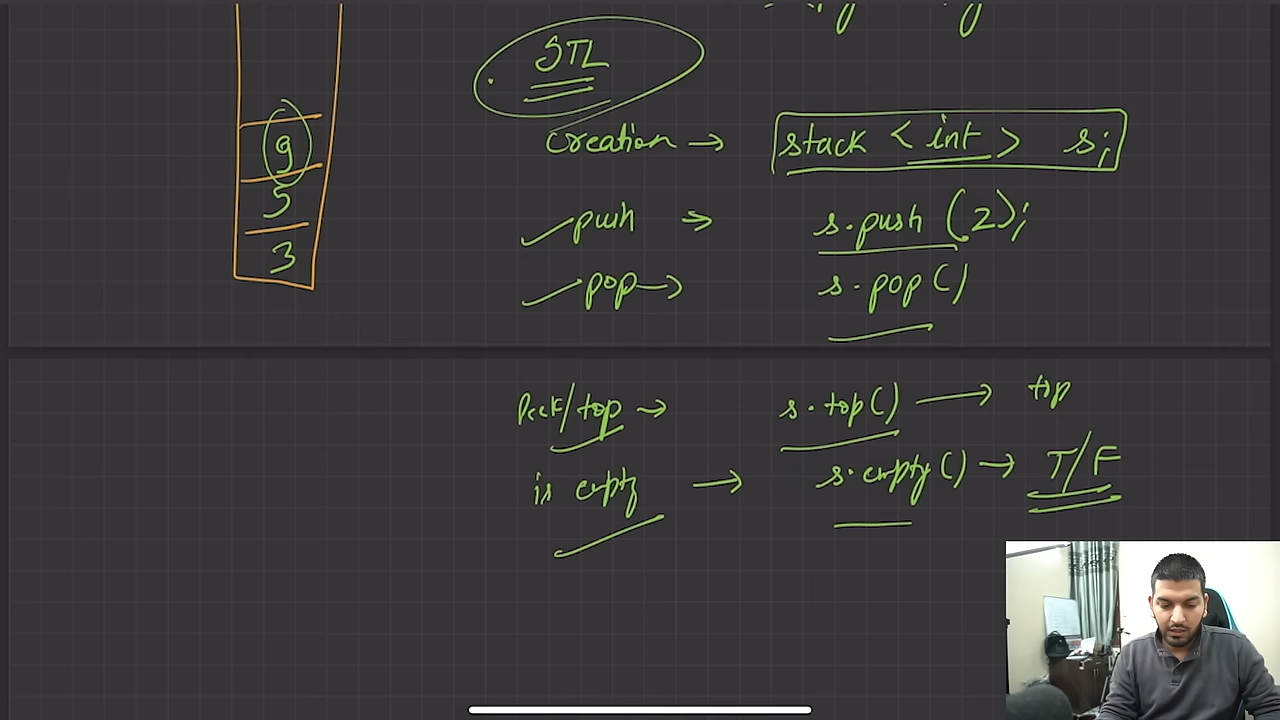 STL
creation → stack <int> s;
push → s.push(2);
pop → s.pop()
Peek/top → s.top() → top
is empty → s.empty() → T/F
9
5
3